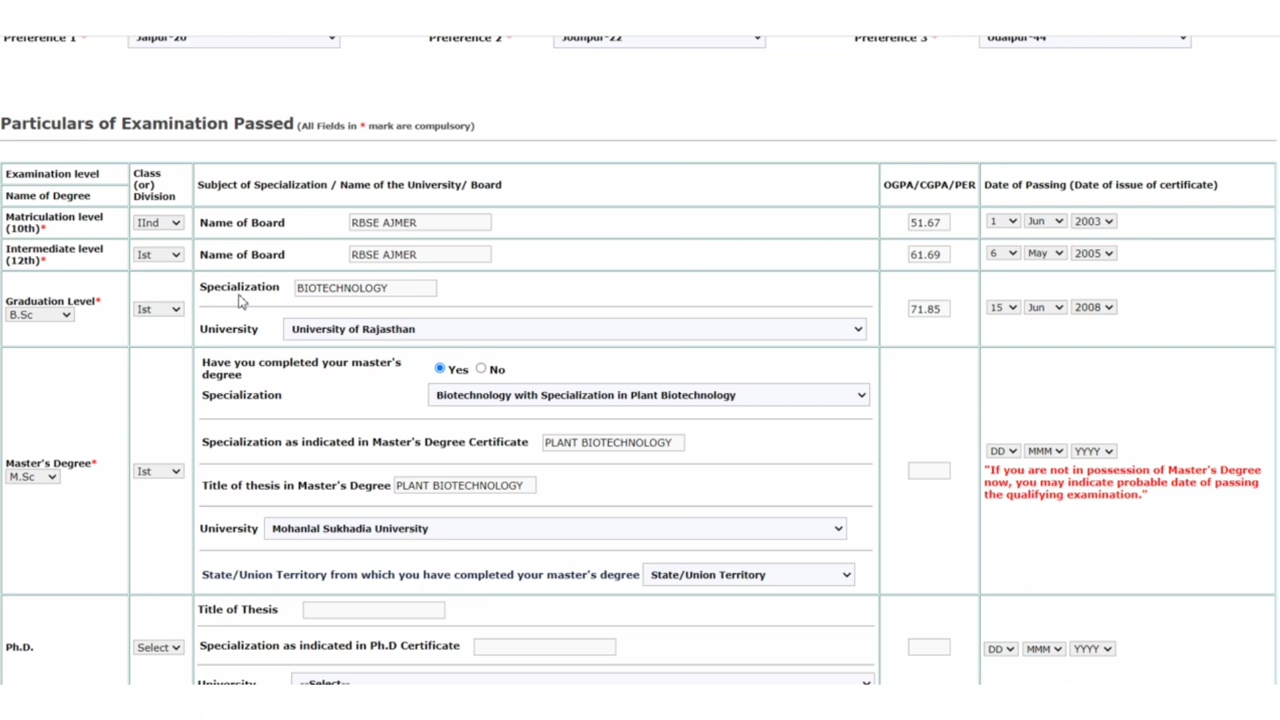 Preference 1 * Jaipur-20 Preference 2 * Jodhpur-22 Preference 3 * Udaipur-44
Particulars of Examination Passed (All Fields in * mark are compulsory)
Examination level
Name of Degree
Class
(or)
Division
Subject of Specialization / Name of the University/ Board
OGPA/CGPA/PER
Date of Passing (Date of issue of certificate)
Matriculation level
(10th)*
IInd
Name of Board RBSE AJMER
51.67
1 Jun 2003
Intermediate level
(12th)*
Ist
Name of Board RBSE AJMER
61.69
6 May 2005
Graduation Level*
B.Sc
Ist
Specialization BIOTECHNOLOGY
University University of Rajasthan
71.85
15 Jun 2008
Master's Degree*
M.Sc
Ist
Have you completed your master's
degree
Yes No
Specialization Biotechnology with Specialization in Plant Biotechnology
Specialization as indicated in Master's Degree Certificate PLANT BIOTECHNOLOGY
Title of thesis in Master's Degree PLANT BIOTECHNOLOGY
University Mohanlal Sukhadia University
State/Union Territory from which you have completed your master's degree State/Union Territory
DD MMM YYYY
"If you are not in possession of Master's Degree
now, you may indicate probable date of passing
the qualifying examination."
Ph.D.
Select
Title of Thesis
Specialization as indicated in Ph.D Certificate
University --Select--
DD MMM YYYY